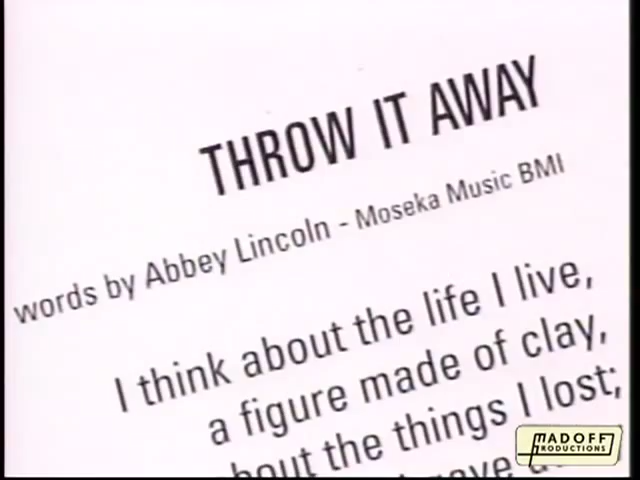 THROW IT AWAY
words by Abbey Lincoln - Moseka Music BMI
I think about the life I live,
a figure made of clay,
about the things I lost;
MADOFF
PRODUCTIONS